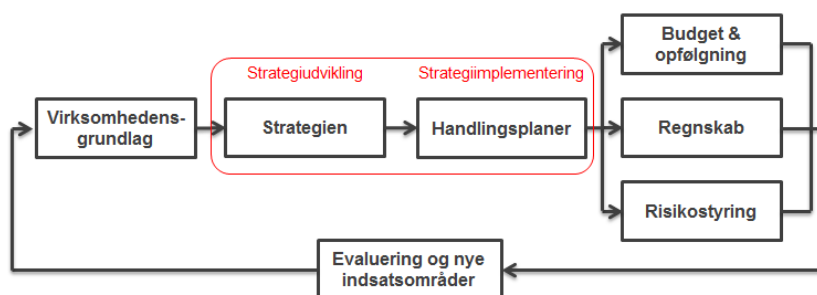 Budget &
opfølgning
Strategiudvikling
Strategiimplementering
Virksomhedens-
grundlag
Strategien
Handlingsplaner
Regnskab
Risikostyring
Evaluering og nye
indsatsområder